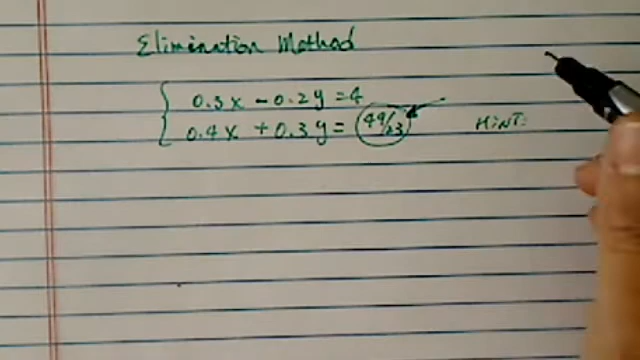 Elimination Method
0.3x - 0.2y = 4
0.4x + 0.3y = 49/23
HiNT: